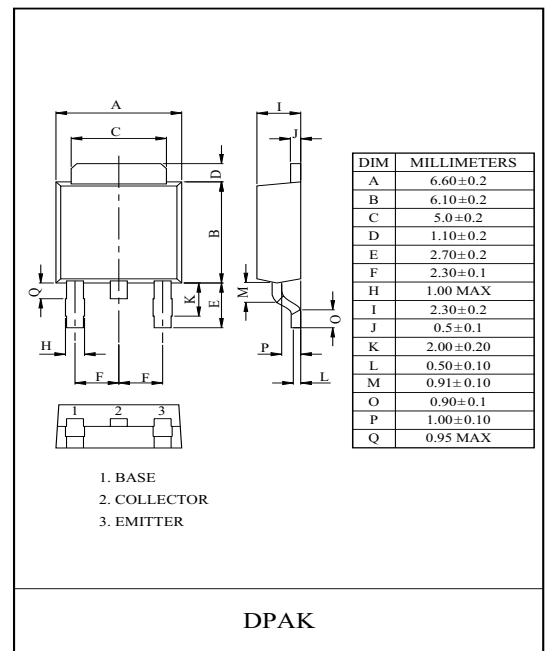 A
C
D
B
Q
K
E
H
F F
1 2 3
I
J
M
O
P
L
DIM MILLIMETERS
A 6.60±0.2
B 6.10±0.2
C 5.0±0.2
D 1.10±0.2
E 2.70±0.2
F 2.30±0.1
H 1.00 MAX
I 2.30±0.2
J 0.5±0.1
K 2.00±0.20
L 0.50±0.10
M 0.91±0.10
O 0.90±0.1
P 1.00±0.10
Q 0.95 MAX
1. BASE
2. COLLECTOR
3. EMITTER
DPAK